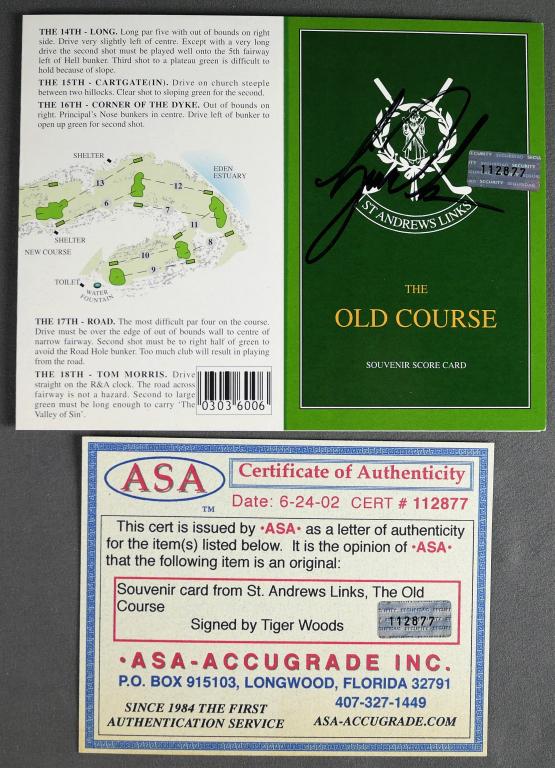 THE 14TH - LONG. Long par five with out of bounds on right
side. Drive very slightly left of centre. Except with a very long
drive the second shot must be played well onto the 5th fairway
left of Hell bunker. Third shot to a plateau green is difficult to
hold because of slope.
THE 15TH - CARTGATE(IN). Drive on church steeple
between two hillocks. Clear shot to sloping green for the second.
THE 16TH - CORNER OF THE DYKE. Out of bounds on
right. Principal's Nose bunkers in centre. Drive left of bunker to
open up green for second shot.
SHELTER
EDEN
ESTUARY
13
12
6
7
11
SHELTER
8
NEW COURSE
10
9
TOILET
WATER
FOUNTAIN
THE 17TH - ROAD. The most difficult par four on the course.
Drive must be over the edge of out of bounds wall to centre of
narrow fairway. Second shot must be to right half of green to
avoid the Road Hole bunker. Too much club will result in playing
from the road.
THE 18TH - TOM MORRIS. Drive
straight on the R&A clock. The road across
fairway is not a hazard. Second to large
green must be long enough to carry 'The
Valley of Sin'.
0303 6006
112877
ST ANDREWS LINKS
THE
OLD COURSE
SOUVENIR SCORE CARD
ASA
TM
Certificate of Authenticity
Date: 6-24-02 CERT # 112877
This cert is issued by •ASA• as a letter of authenticity
for the item(s) listed below. It is the opinion of •ASA•
that the following item is an original:
Souvenir card from St. Andrews Links, The Old
Course
Signed by Tiger Woods
112877
•ASA-ACCUGRADE INC.
P.O. BOX 915103, LONGWOOD, FLORIDA 32791
407-327-1449
SINCE 1984 THE FIRST
AUTHENTICATION SERVICE
ASA-ACCUGRADE.COM